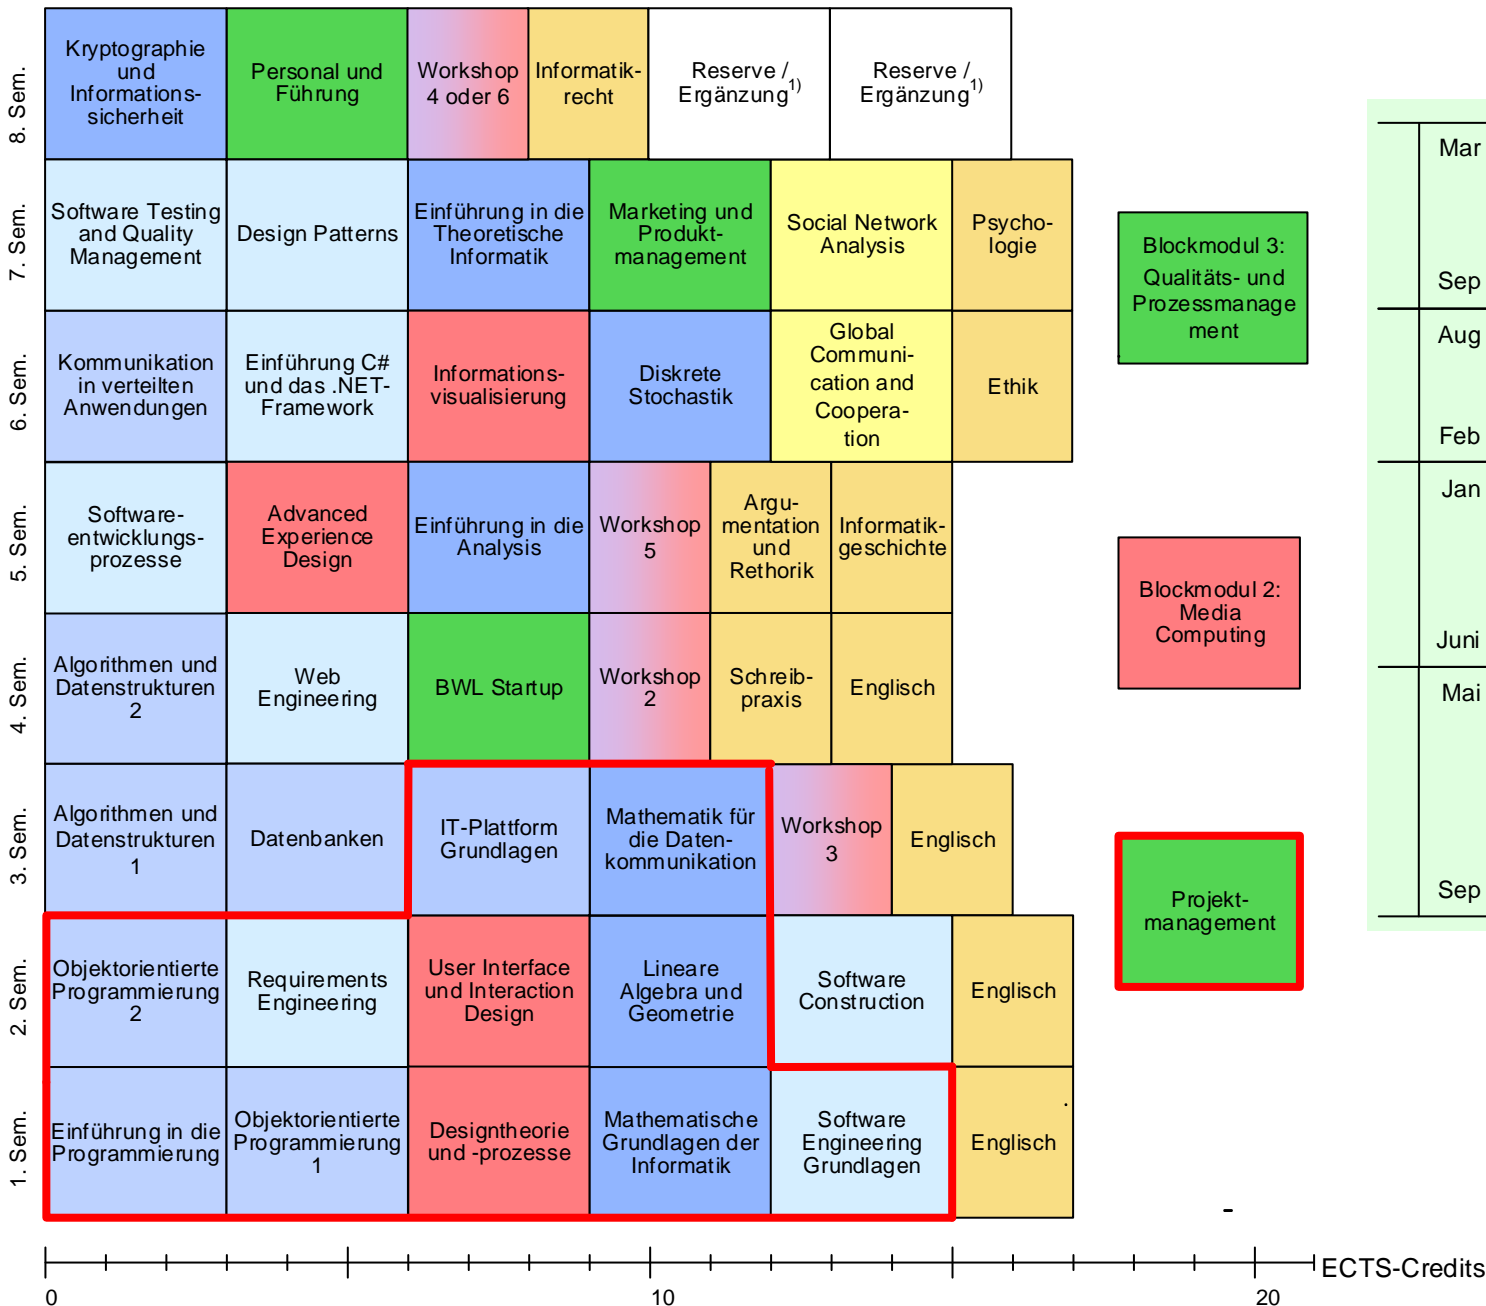 8. Sem.
Kryptographie
und
Informations-
sicherheit
Personal und
Führung
Workshop
4 oder 6
Informatik-
recht
Reserve /
Ergänzung1)
Reserve /
Ergänzung1)
7. Sem.
Software Testing
and Quality
Management
Design Patterns
Einführung in die
Theoretische
Informatik
Marketing und
Produkt-
management
Social Network
Analysis
Psycho-
logie
6. Sem.
Kommunikation
in verteilten
Anwendungen
Einführung C#
und das .NET-
Framework
Informations-
visualisierung
Diskrete
Stochastik
Global
Communi-
cation and
Coopera-
tion
Ethik
5. Sem.
Software-
entwicklungs-
prozesse
Advanced
Experience
Design
Einführung in die
Analysis
Workshop
5
Argu-
mentation
und
Rethorik
Informatik-
geschichte
4. Sem.
Algorithmen und
Datenstrukturen
2
Web
Engineering
BWL Startup
Workshop
2
Schreib-
praxis
Englisch
3. Sem.
Algorithmen und
Datenstrukturen
1
Datenbanken
IT-Plattform
Grundlagen
Mathematik für
die Daten-
kommunikation
Workshop
3
Englisch
2. Sem.
Objektorientierte
Programmierung
2
Requirements
Engineering
User Interface
und Interaction
Design
Lineare
Algebra und
Geometrie
Software
Construction
Englisch
1. Sem.
Einführung in die
Programmierung
Objektorientierte
Programmierung
1
Designtheorie
und -prozesse
Mathematische
Grundlagen der
Informatik
Software
Engineering
Grundlagen
Englisch
Blockmodul 3:
Qualitäts- und
Prozessmanage
ment
Blockmodul 2:
Media
Computing
Projekt-
management
Mar
Sep
Aug
Feb
Jan
Juni
Mai
Sep
0
10
20
ECTS-Credits